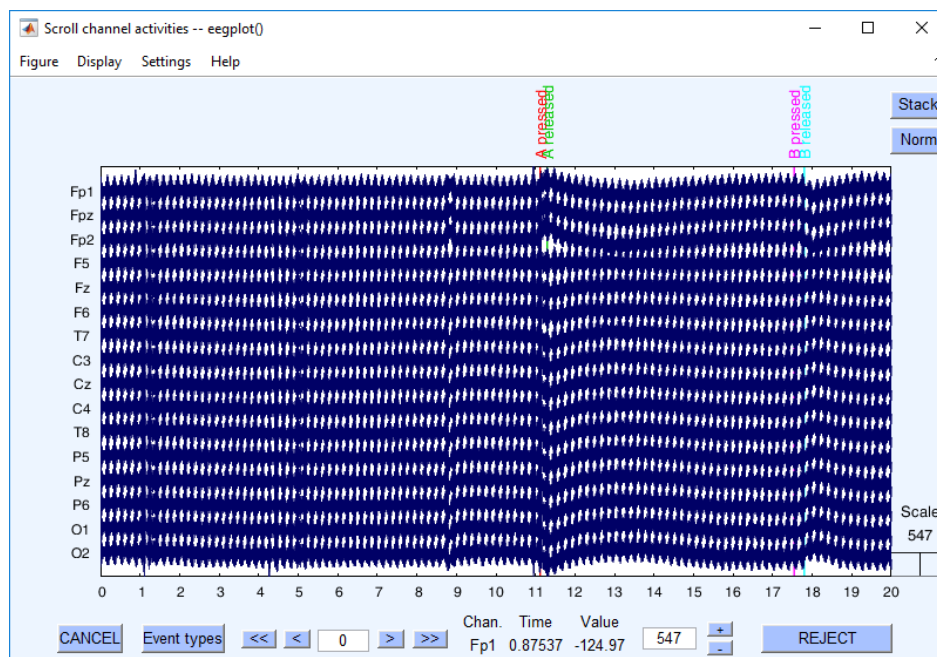 Scroll channel activities -- eegplot()
Figure Display Settings Help
A pressed
A released
B pressed
B released
Stack
Norm
Fp1
Fpz
Fp2
F5
Fz
F6
T7
C3
Cz
C4
T8
P5
Pz
P6
O1
O2
Scale
547
0 1 2 3 4 5 6 7 8 9 10 11 12 13 14 15 16 17 18 19 20
Chan. Time Value
CANCEL Event types << < 0 > >> Fp1 0.87537 -124.97 547 + - REJECT